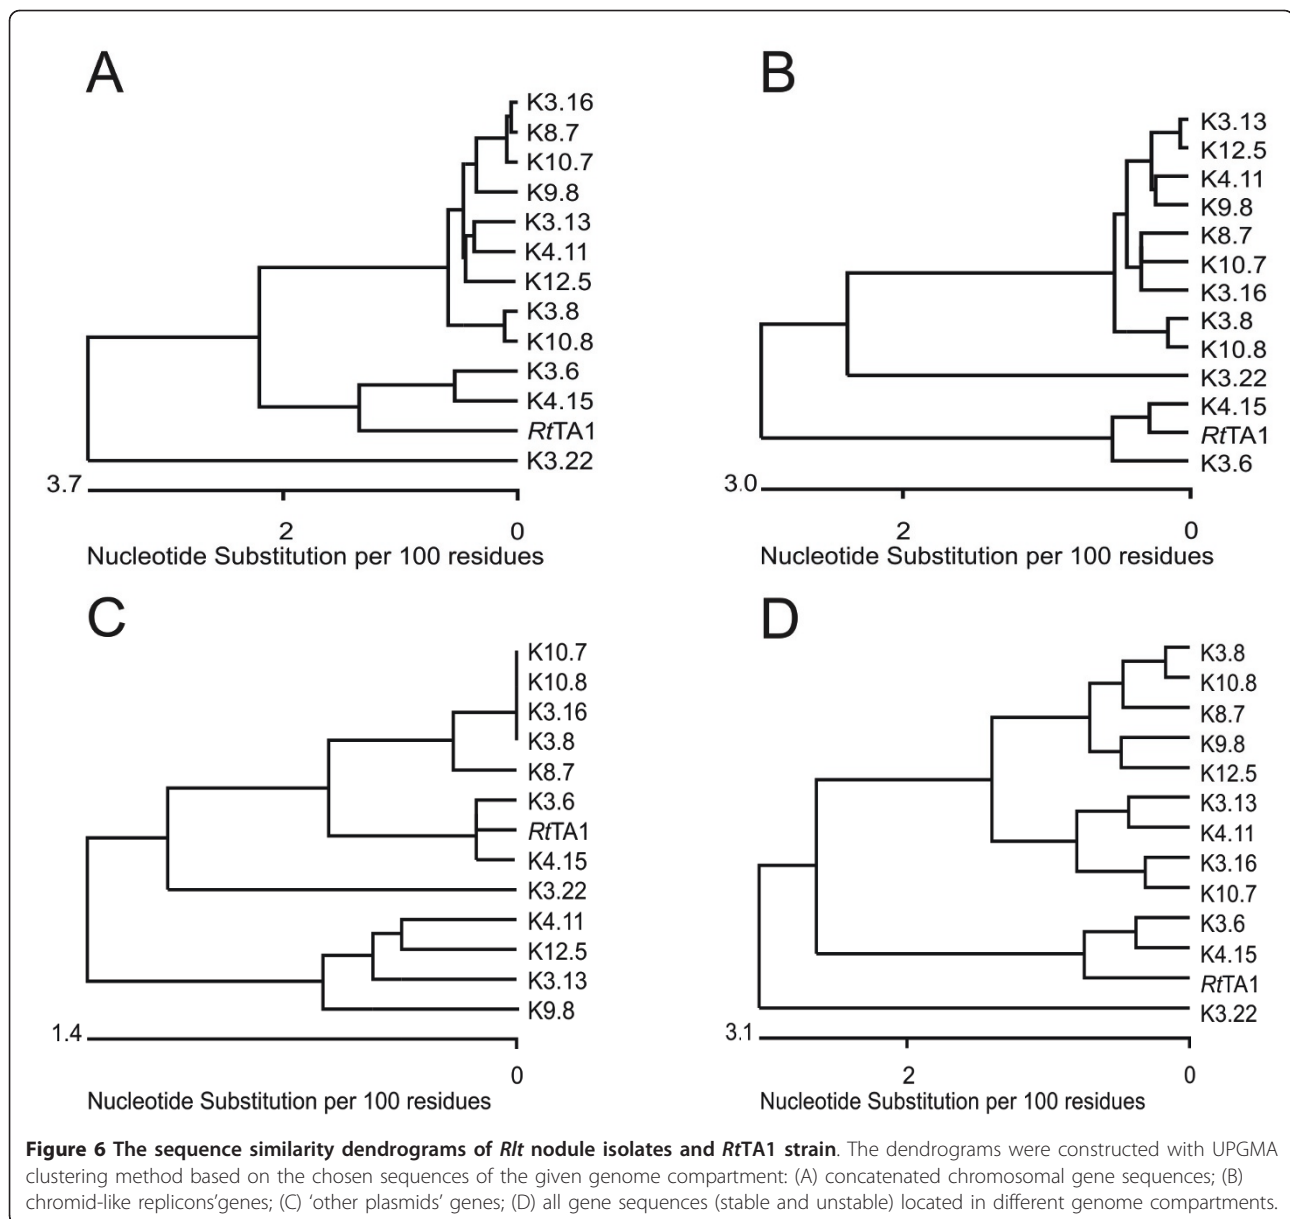 A
K3.16
K8.7
K10.7
K9.8
K3.13
K4.11
K12.5
K3.8
K10.8
K3.6
K4.15
RtTA1
K3.22
3.7
2 0
Nucleotide Substitution per 100 residues
B
K3.13
K12.5
K4.11
K9.8
K8.7
K10.7
K3.16
K3.8
K10.8
K3.22
K4.15
RtTA1
K3.6
3.0
2 0
Nucleotide Substitution per 100 residues
C
K10.7
K10.8
K3.16
K3.8
K8.7
K3.6
RtTA1
K4.15
K3.22
K4.11
K12.5
K3.13
K9.8
1.4
0
Nucleotide Substitution per 100 residues
D
K3.8
K10.8
K8.7
K9.8
K12.5
K3.13
K4.11
K3.16
K10.7
K3.6
K4.15
RtTA1
K3.22
3.1
2 0
Nucleotide Substitution per 100 residues
Figure 6 The sequence similarity dendrograms of Rlt nodule isolates and RtTA1 strain. The dendrograms were constructed with UPGMA
clustering method based on the chosen sequences of the given genome compartment: (A) concatenated chromosomal gene sequences; (B)
chromid-like replicons'genes; (C) 'other plasmids' genes; (D) all gene sequences (stable and unstable) located in different genome compartments.